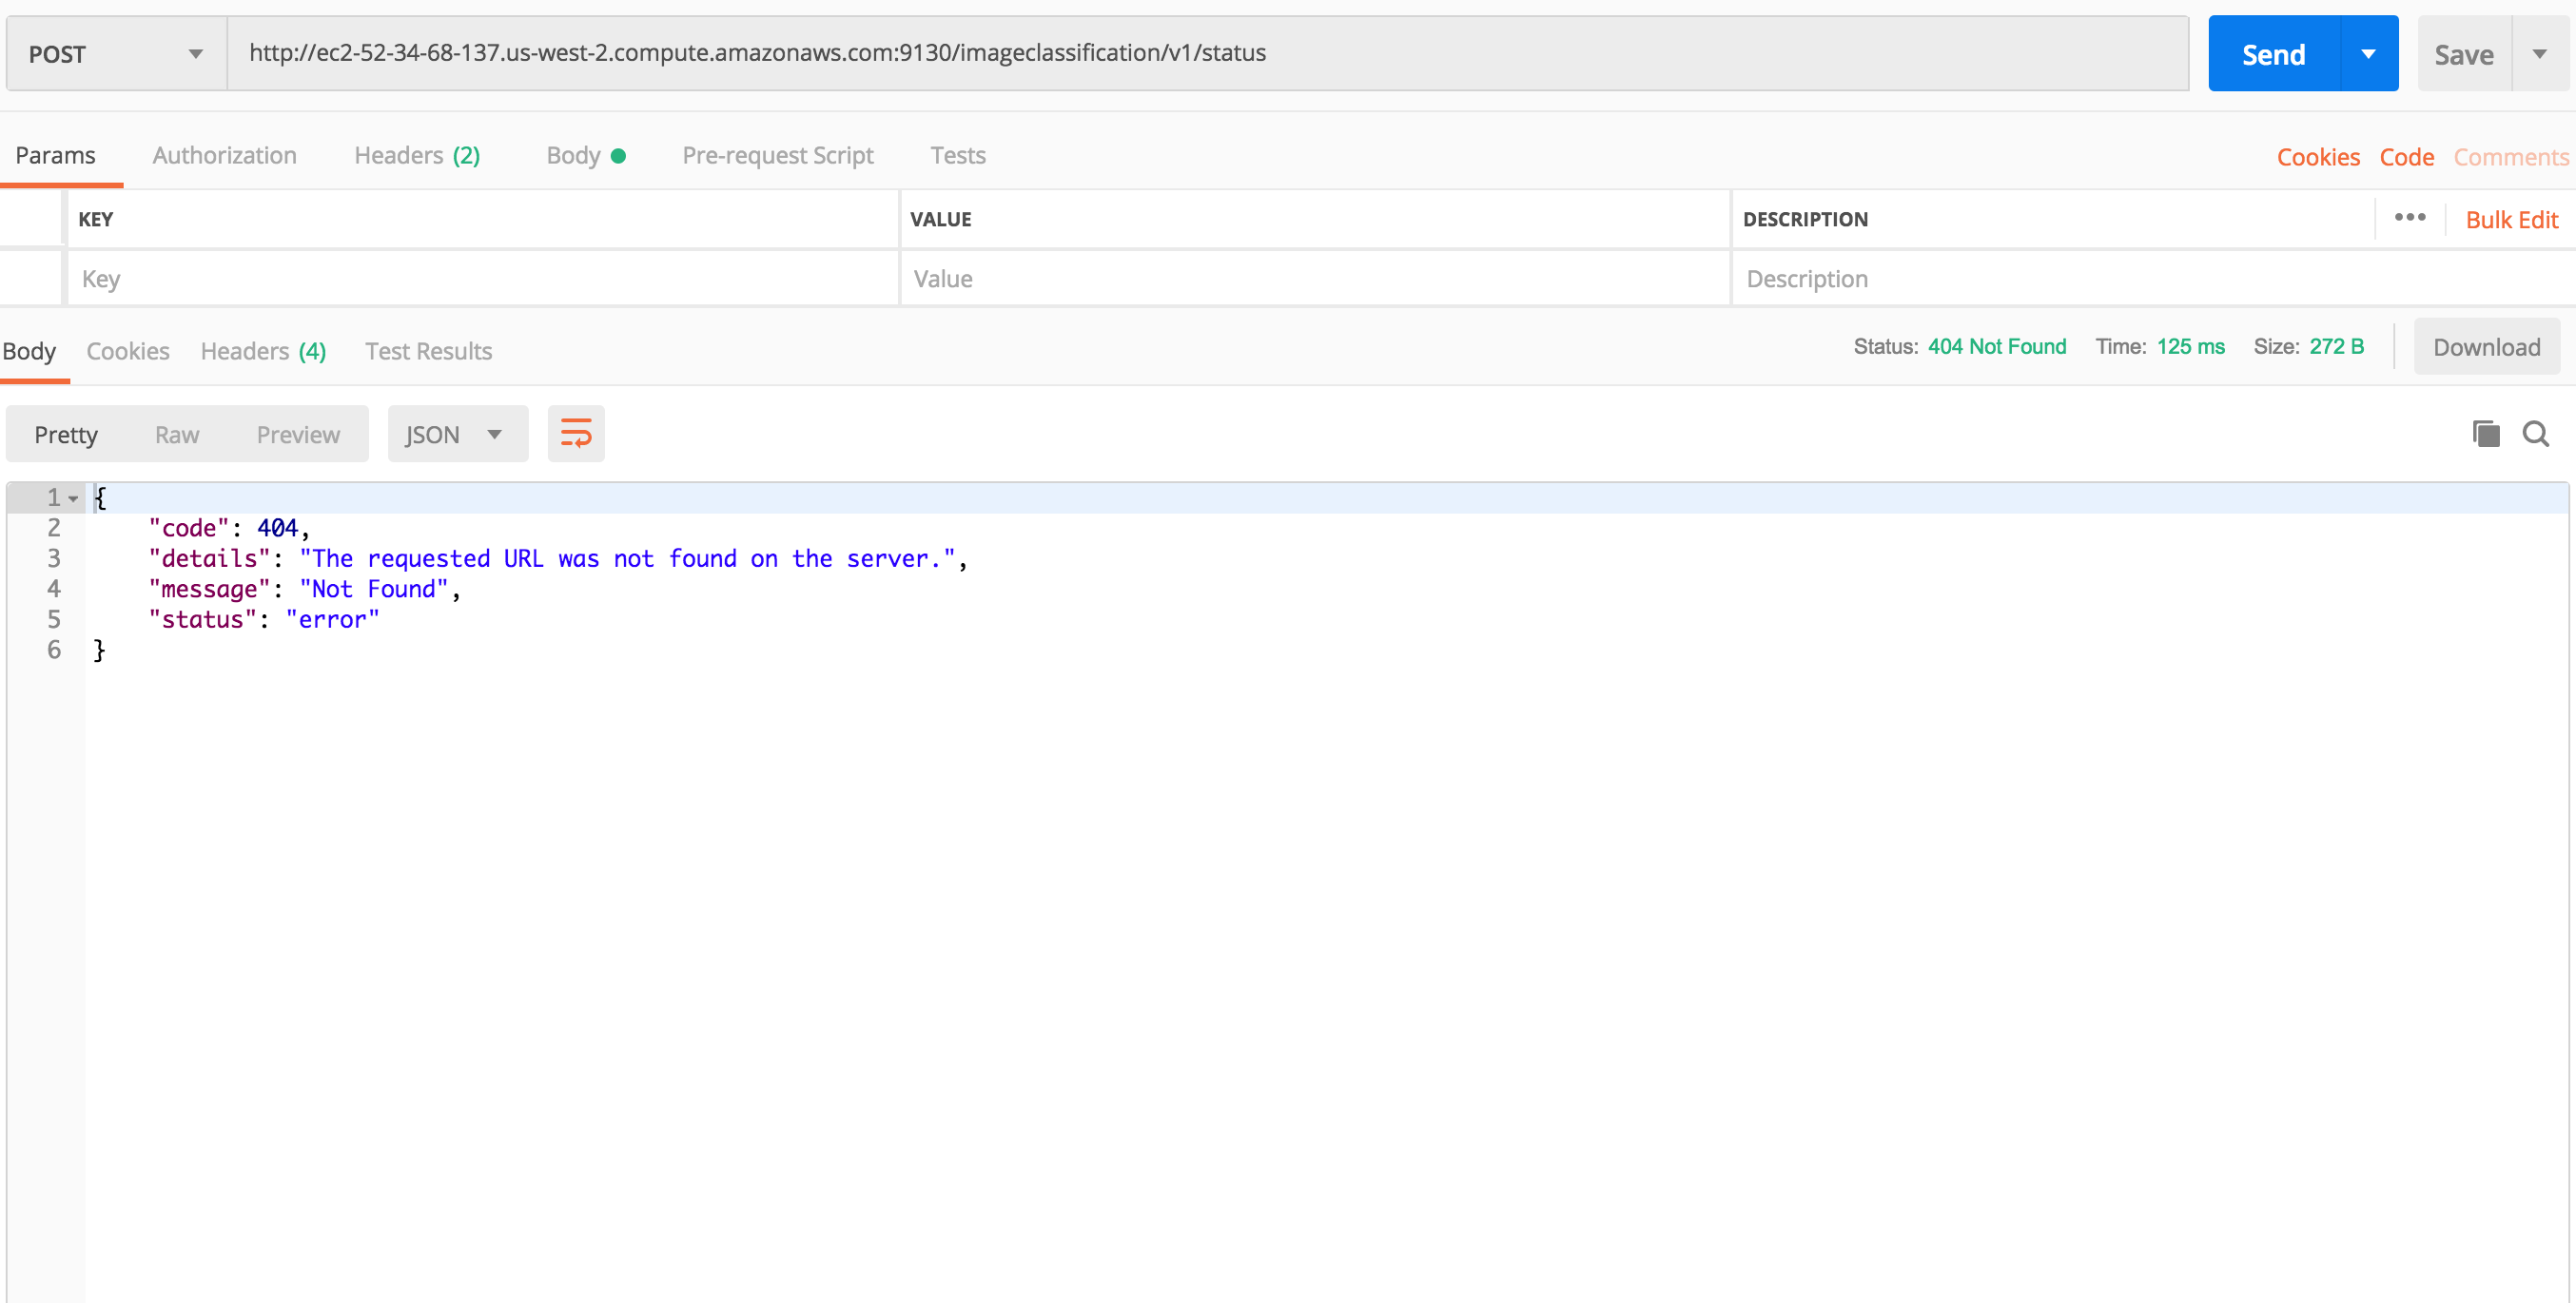 POST http://ec2-52-34-68-137.us-west-2.compute.amazonaws.com:9130/imageclassification/v1/status Send Save
Params Authorization Headers (2) Body Pre-request Script Tests Cookies Code Comments
KEY VALUE DESCRIPTION ••• Bulk Edit
Key Value Description
Body Cookies Headers (4) Test Results Status: 404 Not Found Time: 125 ms Size: 272 B Download
Pretty Raw Preview JSON
1 {
2 "code": 404,
3 "details": "The requested URL was not found on the server.",
4 "message": "Not Found",
5 "status": "error"
6 }